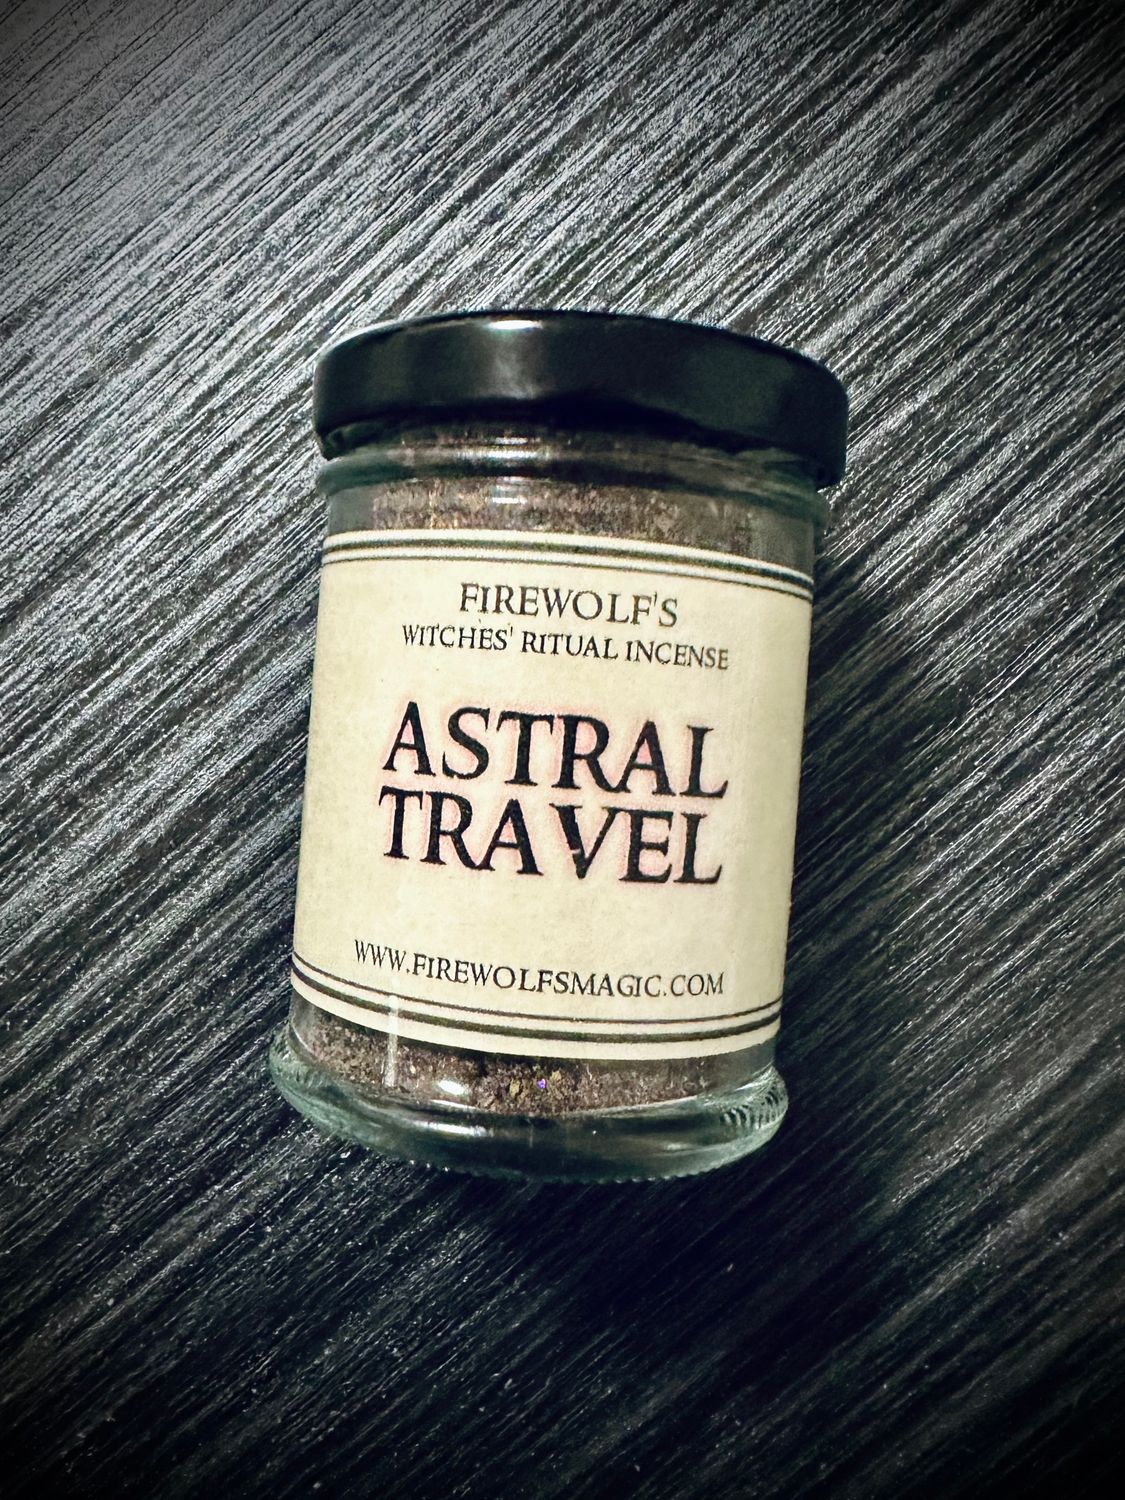 FIREWOLF'S
WITCHES' RITUAL INCENSE
ASTRAL
TRAVEL
WWW.FIREWOLFSMAGIC.COM